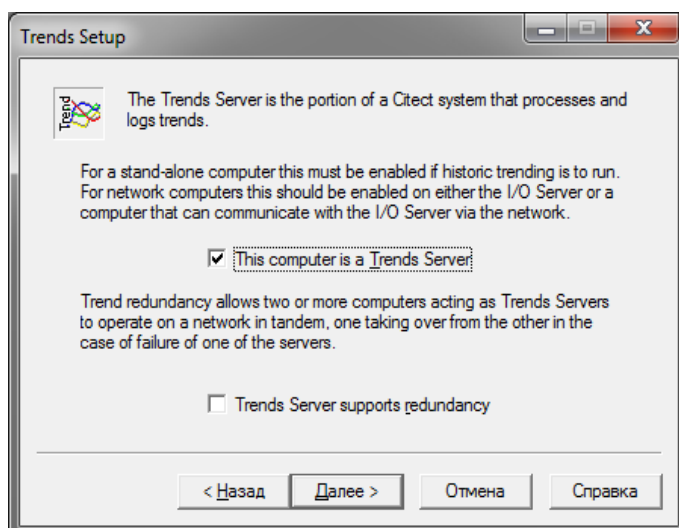 Trends Setup
Trend
The Trends Server is the portion of a Citect system that processes and
logs trends.
For a stand-alone computer this must be enabled if historic trending is to run.
For network computers this should be enabled on either the I/O Server or a
computer that can communicate with the I/O Server via the network.
This computer is a Trends Server
Trend redundancy allows two or more computers acting as Trends Servers
to operate on a network in tandem, one taking over from the other in the
case of failure of one of the servers.
Trends Server supports redundancy
< Назад Далее > Отмена Справка